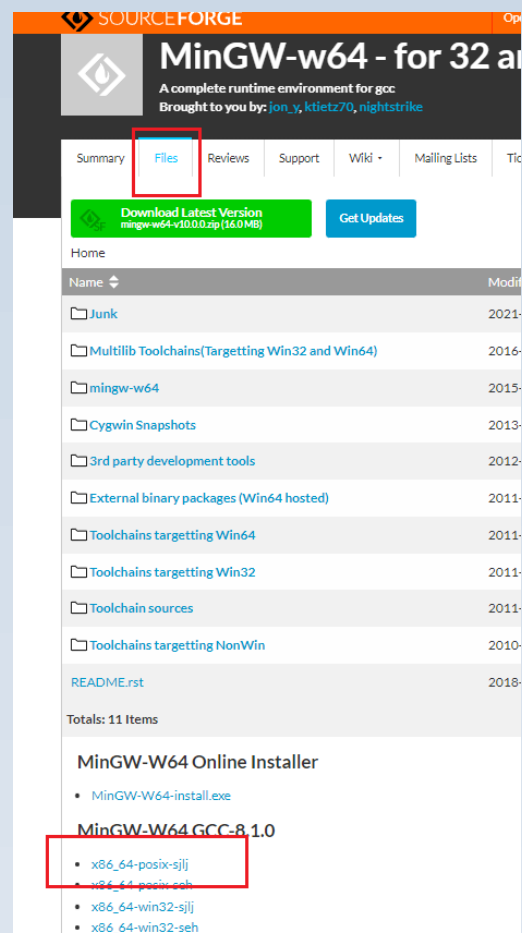 SOURCEFORGE
MinGW-w64 - for 32
A complete runtime environment for gcc
Brought to you by: jon_y, ktietz70, nightstrike
Summary Files Reviews Support Wiki Mailing Lists
Download Latest Version
mingw-w64-v10.0.0.zip (16.0 MB)
Get Updates
Home
Name
Junk 2021-
Multilib Toolchains(Targetting Win32 and Win64) 2016-
mingw-w64 2015-
Cygwin Snapshots 2013-
3rd party development tools 2012-
External binary packages (Win64 hosted) 2011-
Toolchains targetting Win64 2011-
Toolchains targetting Win32 2011-
Toolchain sources 2011-
Toolchains targetting NonWin 2010-
README.rst 2018-
Totals: 11 Items
MinGW-W64 Online Installer
MinGW-W64-install.exe
MinGW-W64 GCC-8.1.0
x86_64-posix-sjlj
x86_64-posix-seh
x86_64-win32-sjlj
x86_64-win32-seh